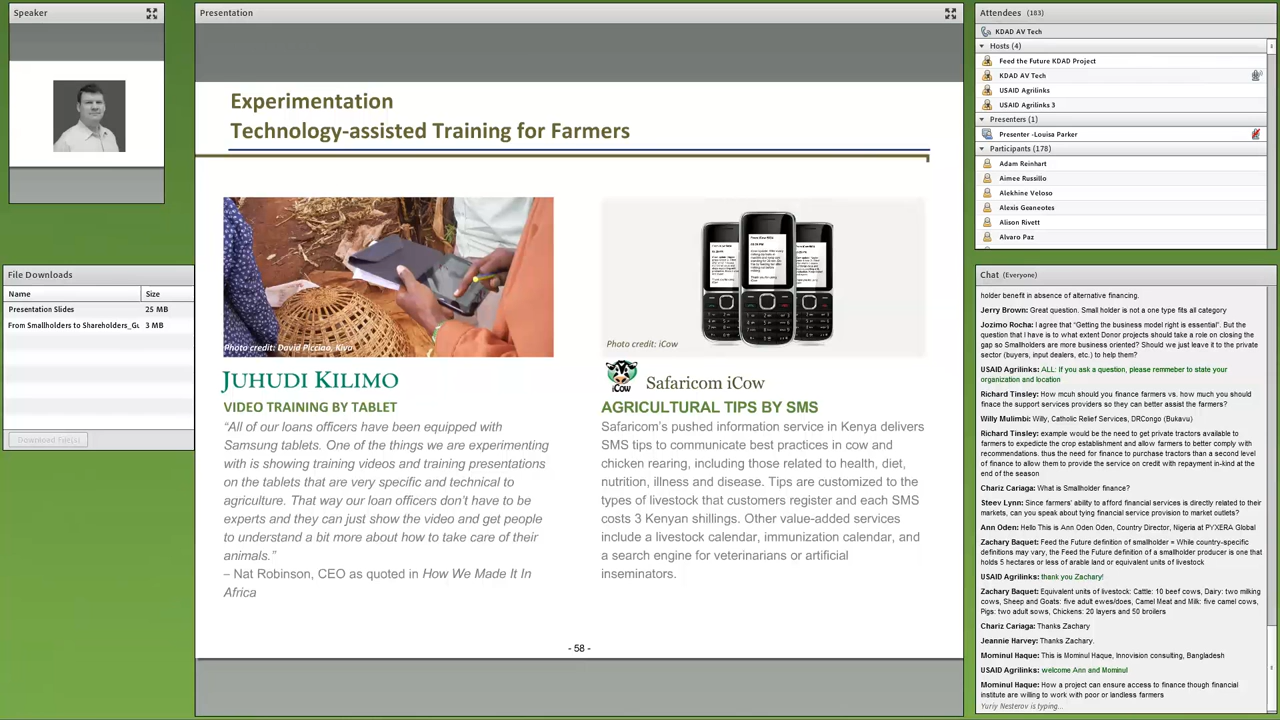 Speaker
Presentation
Experimentation
Technology-assisted Training for Farmers
Photo credit: David Picciao, Kiva
Photo credit: iCow
JUHUDI KILIMO
iCow
Safaricom iCow
VIDEO TRAINING BY TABLET
“All of our loans officers have been equipped with
Samsung tablets. One of the things we are experimenting
with is showing training videos and training presentations
on the tablets that are very specific and technical to
agriculture. That way our loan officers don’t have to be
experts and they can just show the video and get people
to understand a bit more about how to take care of their
animals.”
– Nat Robinson, CEO as quoted in How We Made It In
Africa
AGRICULTURAL TIPS BY SMS
Safaricom’s pushed information service in Kenya delivers
SMS tips to communicate best practices in cow and
chicken rearing, including those related to health, diet,
nutrition, illness and disease. Tips are customized to the
types of livestock that customers register and each SMS
costs 3 Kenyan shillings. Other value-added services
include a livestock calendar, immunization calendar, and
a search engine for veterinarians or artificial
inseminators.
- 58 -
File Downloads
Name Size
Presentation Slides 25 MB
From Smallholders to Shareholders_Gu 3 MB
Download File(s)
Attendees (183)
KDAD AV Tech
Hosts (4)
Feed the Future KDAD Project
KDAD AV Tech
USAID Agrilinks
USAID Agrilinks 3
Presenters (1)
Presenter -Louisa Parker
Participants (178)
Adam Reinhart
Aimee Russillo
Alekhine Veloso
Alexis Geaneotes
Alison Rivett
Alvaro Paz
Chat (Everyone)
holder benefit in absence of alternative financing.
Jerry Brown: Great question. Small holder is not a one type fits all category
Jozimo Rocha: I agree that "Getting the business model right is essential". But the
question that I have is to what extent Donor projects should take a role on closing the
gap so Smallholders are more business oriented? Should we just leave it to the private
sector (buyers, input dealers, etc.) to help them?
USAID Agrilinks: ALL: If you ask a question, please remmeber to state your
organization and location
Richard Tinsley: How mcuh should you finance farmers vs. how much you should
finace the support services providers so they can better assist the farmers?
Willy Mulimbi: Willy, Catholic Relief Services, DRCongo (Bukavu)
Richard Tinsley: example would be the need to get private tractors available to
farmers to expedicte the crop establishment and allow farmers to better comply with
recommendations. thus the need for finance to purchase tractors than a second level
of finance to allow them to provide the service on credit with repayment in-kind at the
end of the season
Chariz Cariaga: What is Smallholder finance?
Steev Lynn: Since farmers' ability to afford financial services is directly related to their
markets, can you speak about tying financial service provision to market outlets?
Ann Oden: Hello This is Ann Oden Oden, Country Director, Nigeria at PYXERA Global
Zachary Baquet: Feed the Future definition of smallholder = While country-specific
definitions may vary, the Feed the Future definition of a smallholder producer is one that
holds 5 hectares or less of arable land or equivalent units of livestock
USAID Agrilinks: thank you Zachary!
Zachary Baquet: Equivalent units of livestock: Cattle: 10 beef cows, Dairy: two milking
cows, Sheep and Goats: five adult ewes/does, Camel Meat and Milk: five camel cows,
Pigs: two adult sows, Chickens: 20 layers and 50 broilers
Chariz Cariaga: Thanks Zachary
Jeannie Harvey: Thanks Zachary.
Mominul Haque: This is Mominul Haque, Innovision consulting, Bangladesh
USAID Agrilinks: welcome Ann and Mominul
Mominul Haque: How a project can ensure access to finance though financial
institute are willing to work with poor or landless farmers
Yuriy Nesterov is typing...